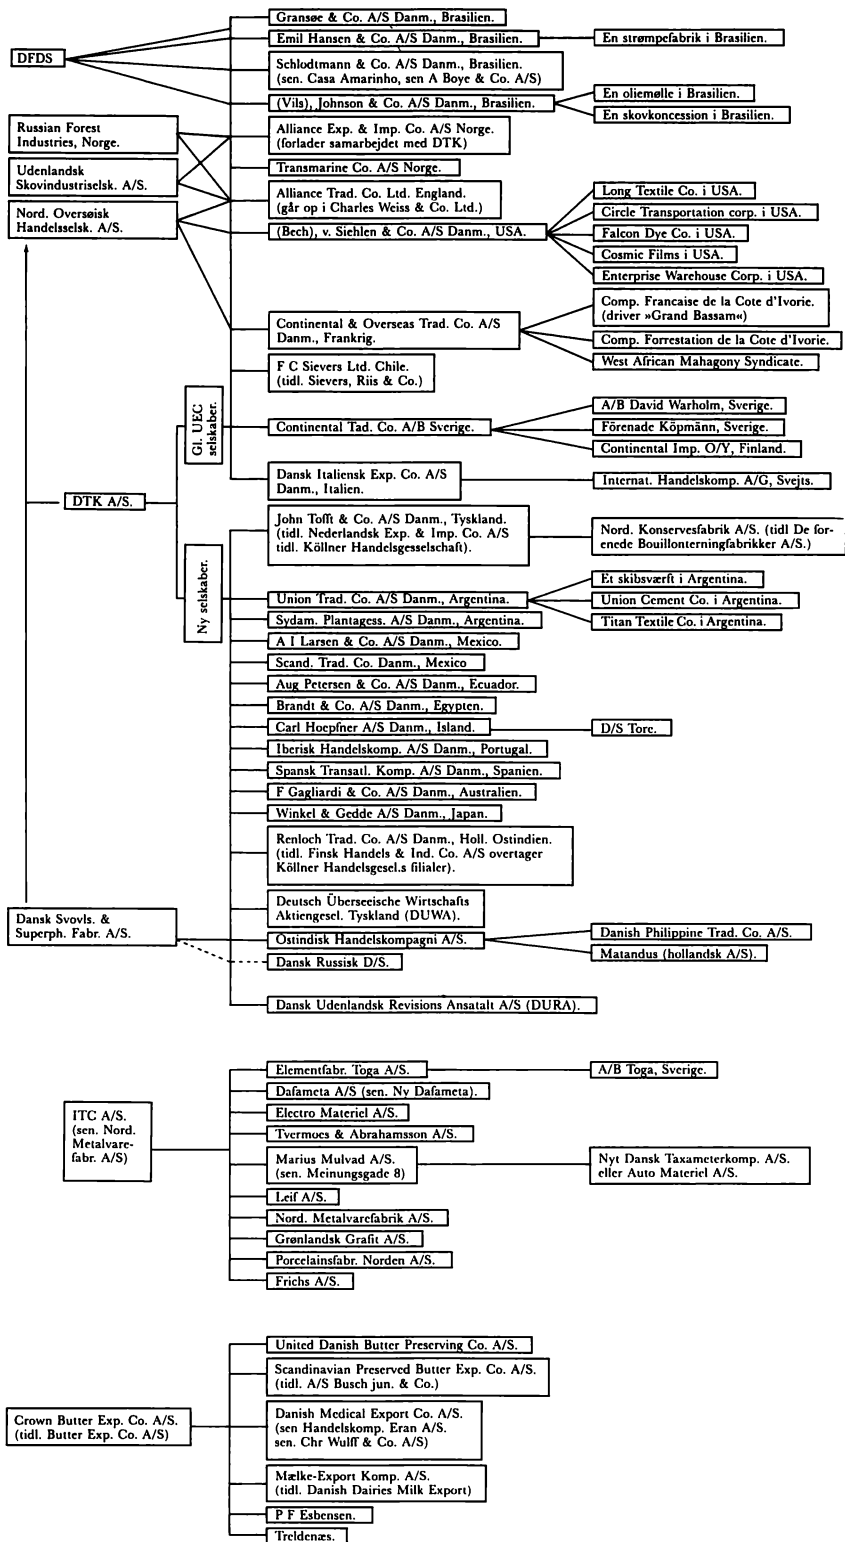 Gransøe & Co. A/S Danm., Brasilien.
DFDS
Emil Hansen & Co. A/S Danm., Brasilien.
En strømpefabrik i Brasilien.
Schlodtmann & Co. A/S Danm., Brasilien.
(sen. Casa Amarinho, sen A Boye & Co. A/S)
(Vils), Johnson & Co. A/S Danm., Brasilien.
En oliemølle i Brasilien.
En skovkoncession i Brasilien.
Russian Forest
Industries, Norge.
Alliance Exp. & Imp. Co. A/S Norge.
(forlader samarbejdet med DTK)
Udenlandsk
Skovindustriselsk. A/S.
Transmarine Co. A/S Norge.
Nord. Oversøisk
Handelsselsk. A/S.
Alliance Trad. Co. Ltd. England.
(går op i Charles Weiss & Co. Ltd.)
(Bech), v. Siehlen & Co. A/S Danm., USA.
Long Textile Co. i USA.
Circle Transportation corp. i USA.
Falcon Dye Co. i USA.
Cosmic Films i USA.
Enterprise Warehouse Corp. i USA.
Continental & Overseas Trad. Co. A/S
Danm., Frankrig.
Comp. Francaise de la Cote d'Ivorie.
(driver »Grand Bassam«)
Comp. Forrestation de la Cote d'Ivorie.
West African Mahagony Syndicate.
F C Sievers Ltd. Chile.
(tidl. Sievers, Riis & Co.)
Gl. UEC
selskaber.
Continental Tad. Co. A/B Sverige.
A/B David Warholm, Sverige.
Förenade Köpmänn, Sverige.
Continental Imp. O/Y, Finland.
Dansk Italiensk Exp. Co. A/S
Danm., Italien.
Internat. Handelskomp. A/G, Svejts.
DTK A/S.
Ny selskaber.
John Tofft & Co. A/S Danm., Tyskland.
(tidl. Nederlandsk Exp. & Imp. Co. A/S
tidl. Köllner Handelsgesselschaft).
Nord. Konservesfabrik A/S. (tidl De for-
enede Bouillonterningfabrikker A/S.)
Union Trad. Co. A/S Danm., Argentina.
Et skibsværft i Argentina.
Union Cement Co. i Argentina.
Titan Textile Co. i Argentina.
Sydam. Plantagess. A/S Danm., Argentina.
A I Larsen & Co. A/S Danm., Mexico.
Scand. Trad. Co. Danm., Mexico
Aug Petersen & Co. A/S Danm., Ecuador.
Brandt & Co. A/S Danm., Egypten.
Carl Hoepfner A/S Danm., Island.
D/S Tore.
Iberisk Handelskomp. A/S Danm., Portugal.
Spansk Transatl. Komp. A/S Danm., Spanien.
F Gagliardi & Co. A/S Danm., Australien.
Winkel & Gedde A/S Danm., Japan.
Renloch Trad. Co. A/S Danm., Holl. Ostindien.
(tidl. Finsk Handels & Ind. Co. A/S overtager
Köllner Handelsgesel.s filialer).
Deutsch Überseeische Wirtschafts
Aktiengesel. Tyskland (DUWA).
Dansk Svovls. &
Superph. Fabr. A/S.
Ostindisk Handelskompagni A/S.
Danish Philippine Trad. Co. A/S.
Matandus (hollandsk A/S).
Dansk Russisk D/S.
Dansk Udenlandsk Revisions Ansatalt A/S (DURA).
ITC A/S.
(sen. Nord.
Metalvare-
fabr. A/S)
Elementfabr. Toga A/S.
A/B Toga, Sverige.
Dafameta A/S (sen. Ny Dafameta).
Electro Materiel A/S.
Tvermoes & Abrahamsson A/S.
Marius Mulvad A/S.
(sen. Meinungsgade 8)
Nyt Dansk Taxameterkomp. A/S.
eller Auto Materiel A/S.
Leif A/S.
Nord. Metalvarefabrik A/S.
Grønlandsk Grafit A/S.
Porcelainsfabr. Norden A/S.
Frichs A/S.
Crown Butter Exp. Co. A/S.
(tidl. Butter Exp. Co. A/S)
United Danish Butter Preserving Co. A/S.
Scandinavian Preserved Butter Exp. Co. A/S.
(tidl. A/S Busch jun. & Co.)
Danish Medical Export Co. A/S.
(sen Handelskomp. Eran A/S.
sen. Chr Wulff & Co. A/S)
Mælke-Export Komp. A/S.
(tidl. Danish Dairies Milk Export)
P F Esbensen.
Treldenæs.